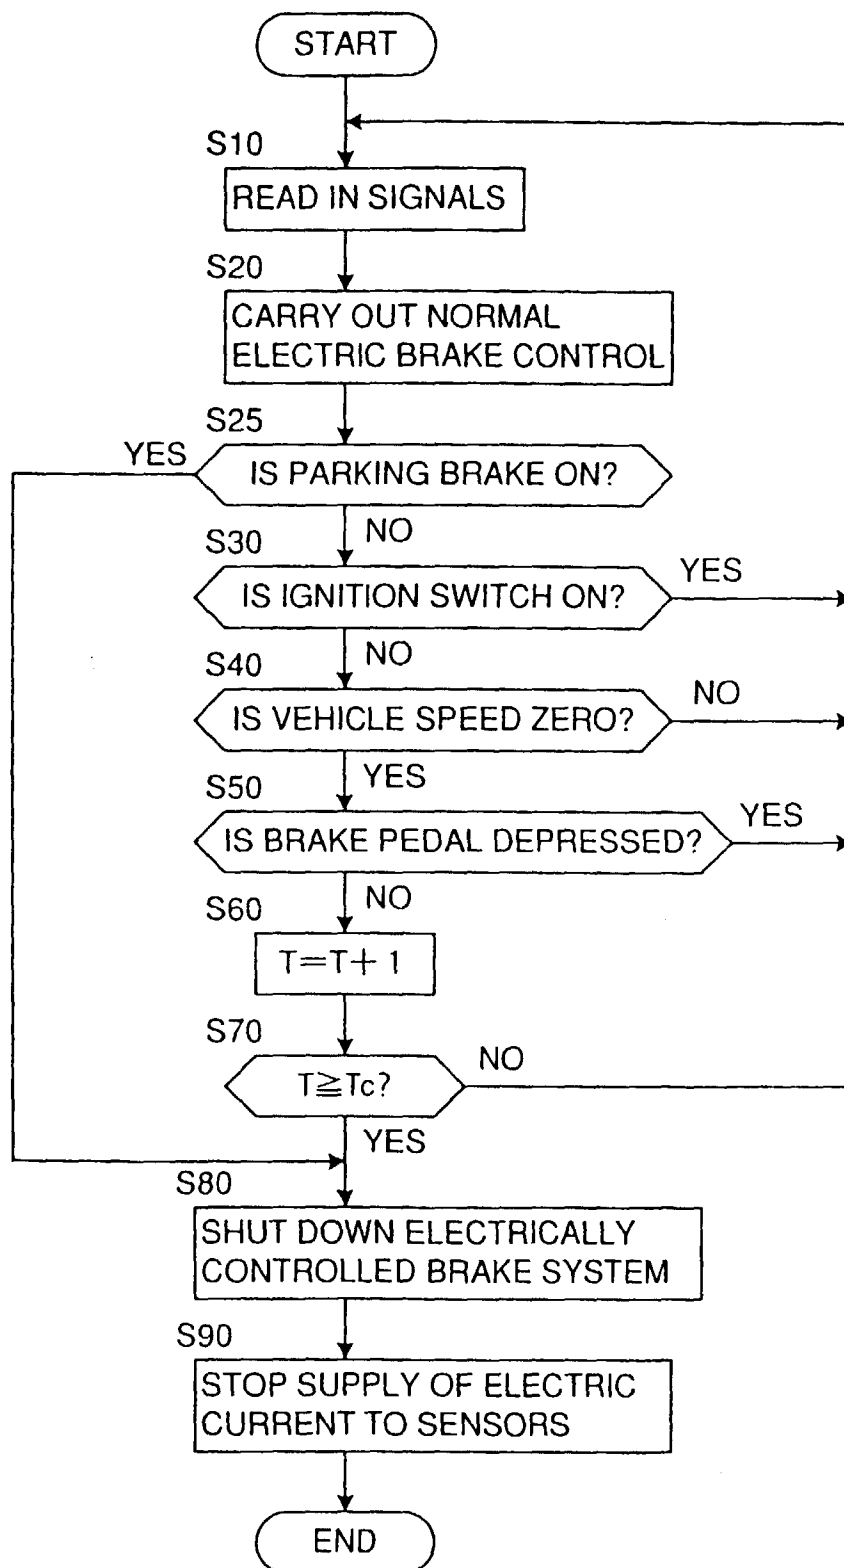 START
S10
READ IN SIGNALS
S20
CARRY OUT NORMAL
ELECTRIC BRAKE CONTROL
S25
YES
IS PARKING BRAKE ON?
NO
S30
IS IGNITION SWITCH ON?
YES
NO
S40
IS VEHICLE SPEED ZERO?
NO
YES
S50
IS BRAKE PEDAL DEPRESSED?
YES
NO
S60
T=T+1
S70
T≧Tc?
NO
YES
S80
SHUT DOWN ELECTRICALLY
CONTROLLED BRAKE SYSTEM
S90
STOP SUPPLY OF ELECTRIC
CURRENT TO SENSORS
END